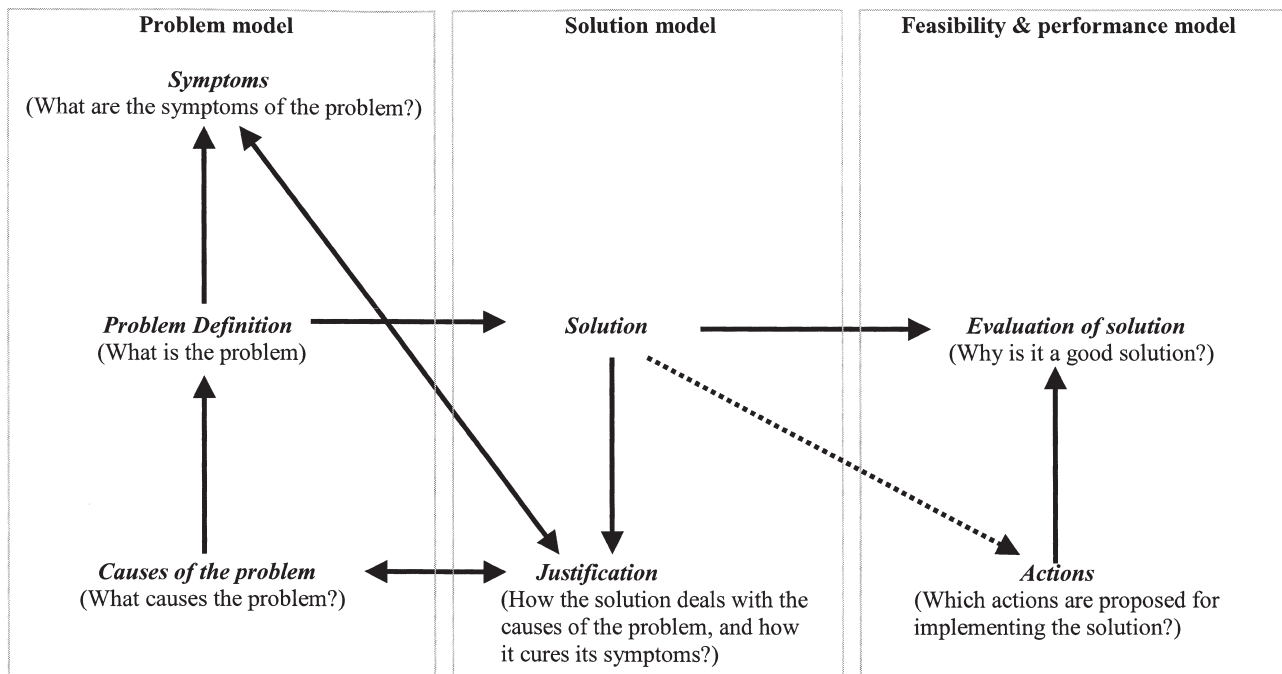 Problem model
Symptoms
(What are the symptoms of the problem?)
Problem Definition
(What is the problem)
Causes of the problem
(What causes the problem?)
Solution model
Solution
Justification
(How the solution deals with the
causes of the problem, and how
it cures its symptoms?)
Feasibility & performance model
Evaluation of solution
(Why is it a good solution?)
Actions
(Which actions are proposed for
implementing the solution?)